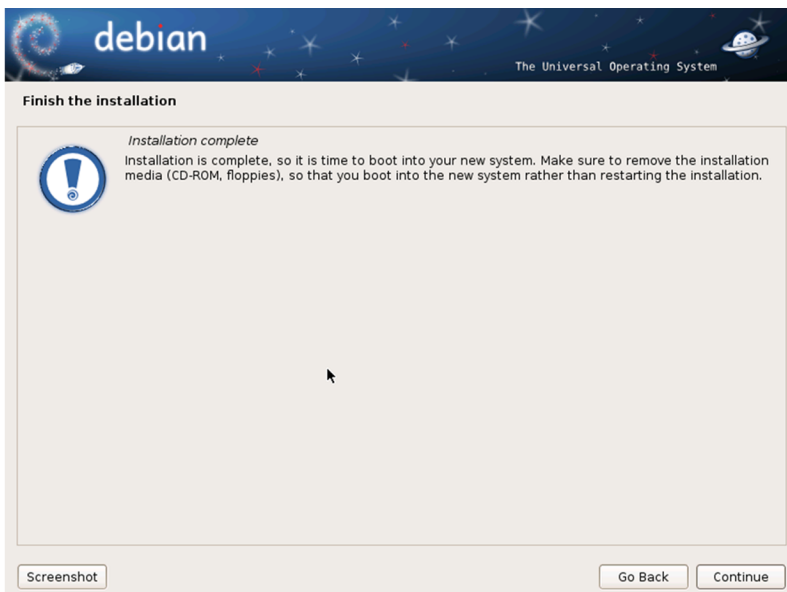 debian
The Universal Operating System
Finish the installation
Installation complete
Installation is complete, so it is time to boot into your new system. Make sure to remove the installation
media (CD-ROM, floppies), so that you boot into the new system rather than restarting the installation.
Screenshot
Go Back
Continue